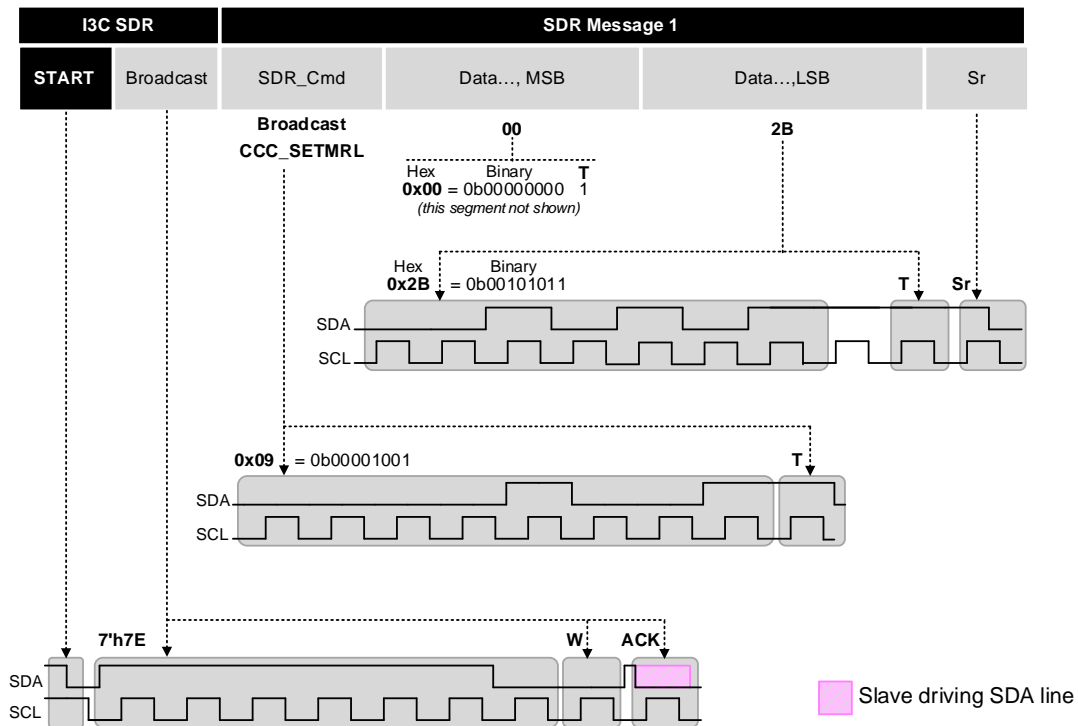 I3C SDR
SDR Message 1
START
Broadcast
SDR_Cmd
Data…, MSB
Data…,LSB
Sr
Broadcast
CCC_SETMRL
00
2B
Hex
Binary
T
0x00 = 0b00000000 1
(this segment not shown)
Hex
Binary
0x2B = 0b00101011
T
Sr
SDA
SCL
0x09 = 0b00001001
T
SDA
SCL
7'h7E
W
ACK
SDA
SCL
Slave driving SDA line